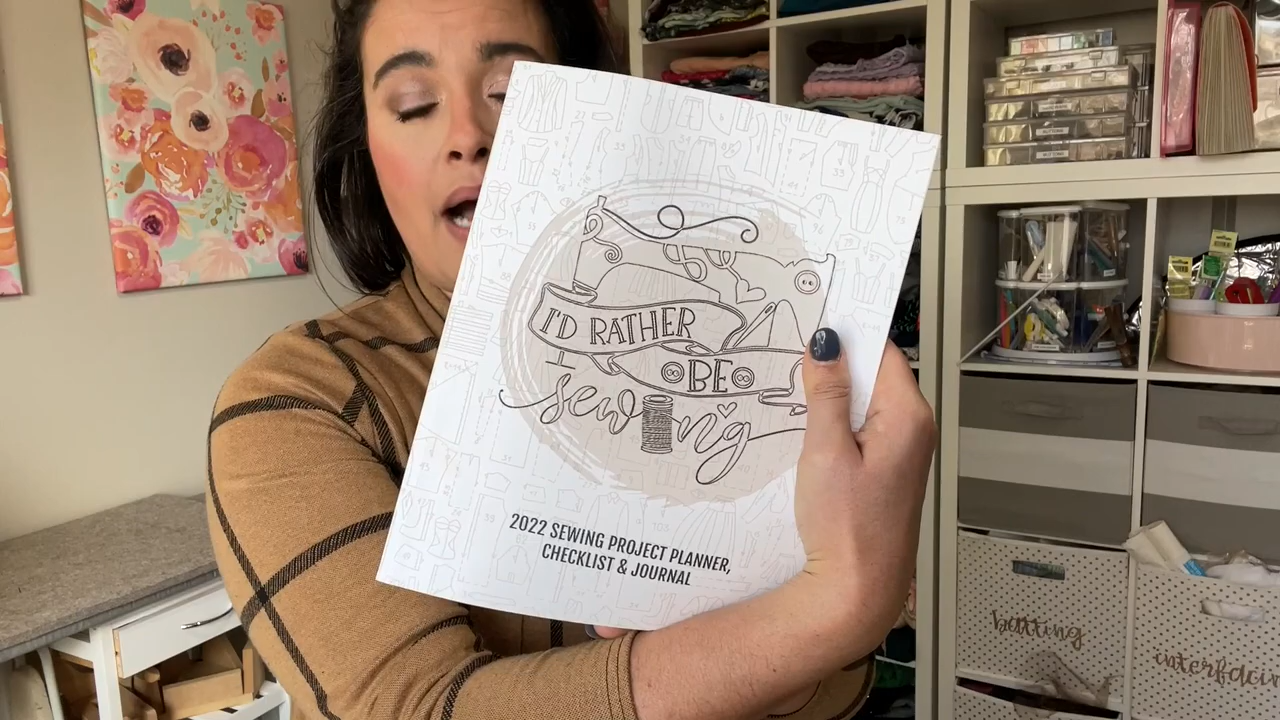 I'D RATHER
BE
sewing
2022 SEWING PROJECT PLANNER,
CHECKLIST & JOURNAL
batting